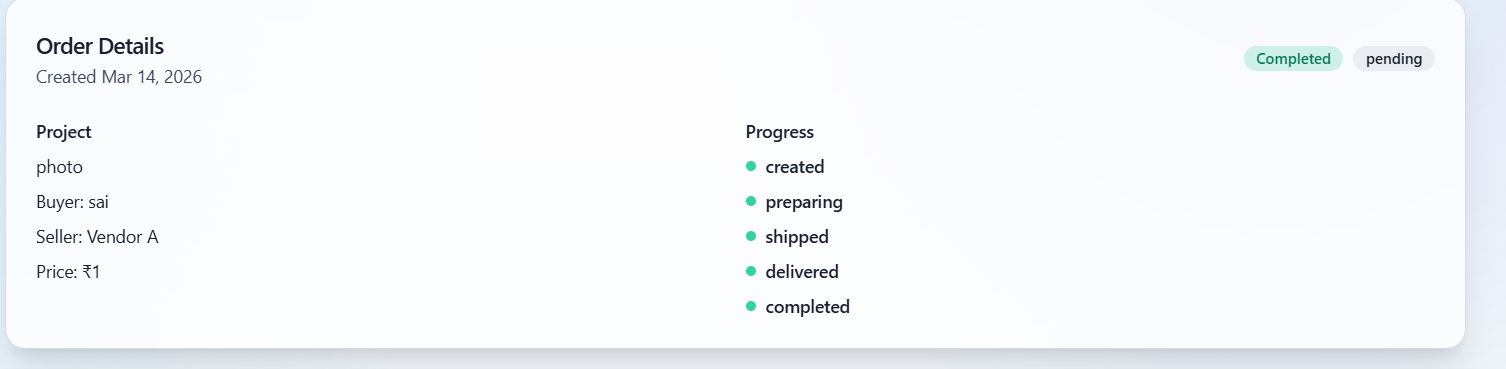 Order Details
Created Mar 14, 2026
Completed
pending
Project
photo
Buyer: sai
Seller: Vendor A
Price: ₹1
Progress
created
preparing
shipped
delivered
completed